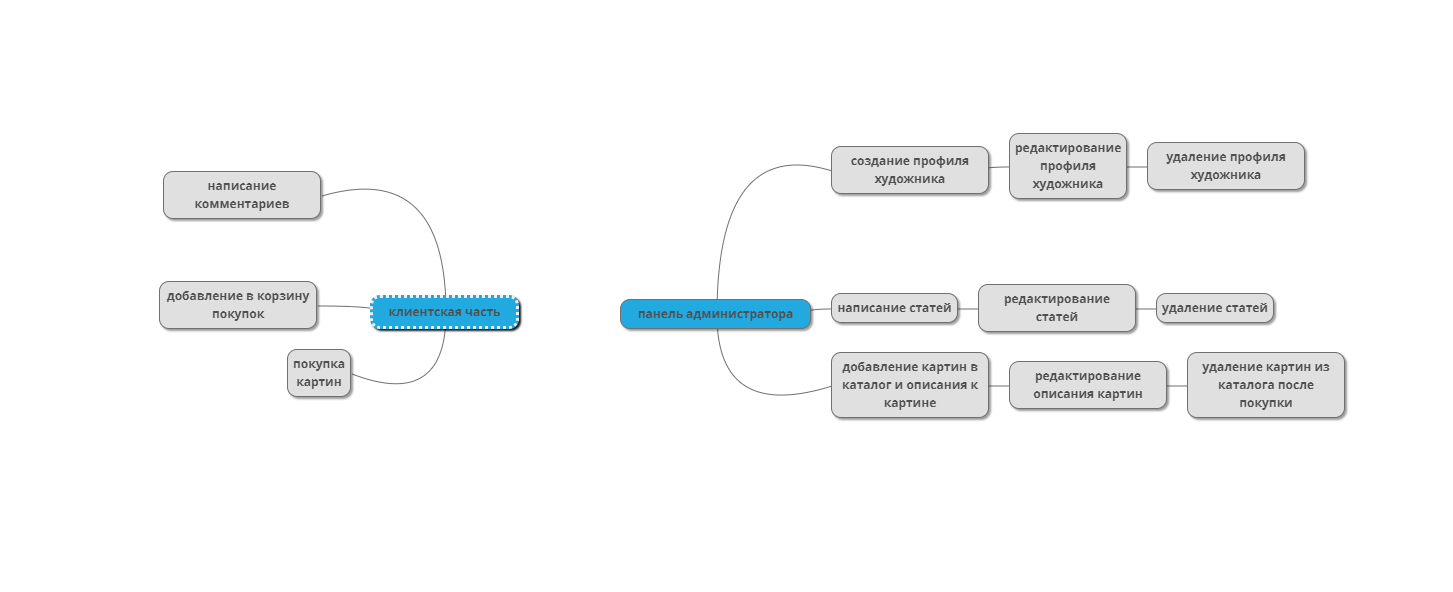 написание
комментариев
добавление в корзину
покупок
клиентская часть
покупка
картин
панель администратора
создание профиля
художника
редактирование
профиля
художника
удаление профиля
художника
написание статей
редактирование
статей
удаление статей
добавление картин в
каталог и описания к
картине
редактирование
описания картин
удаление картин из
каталога после
покупки